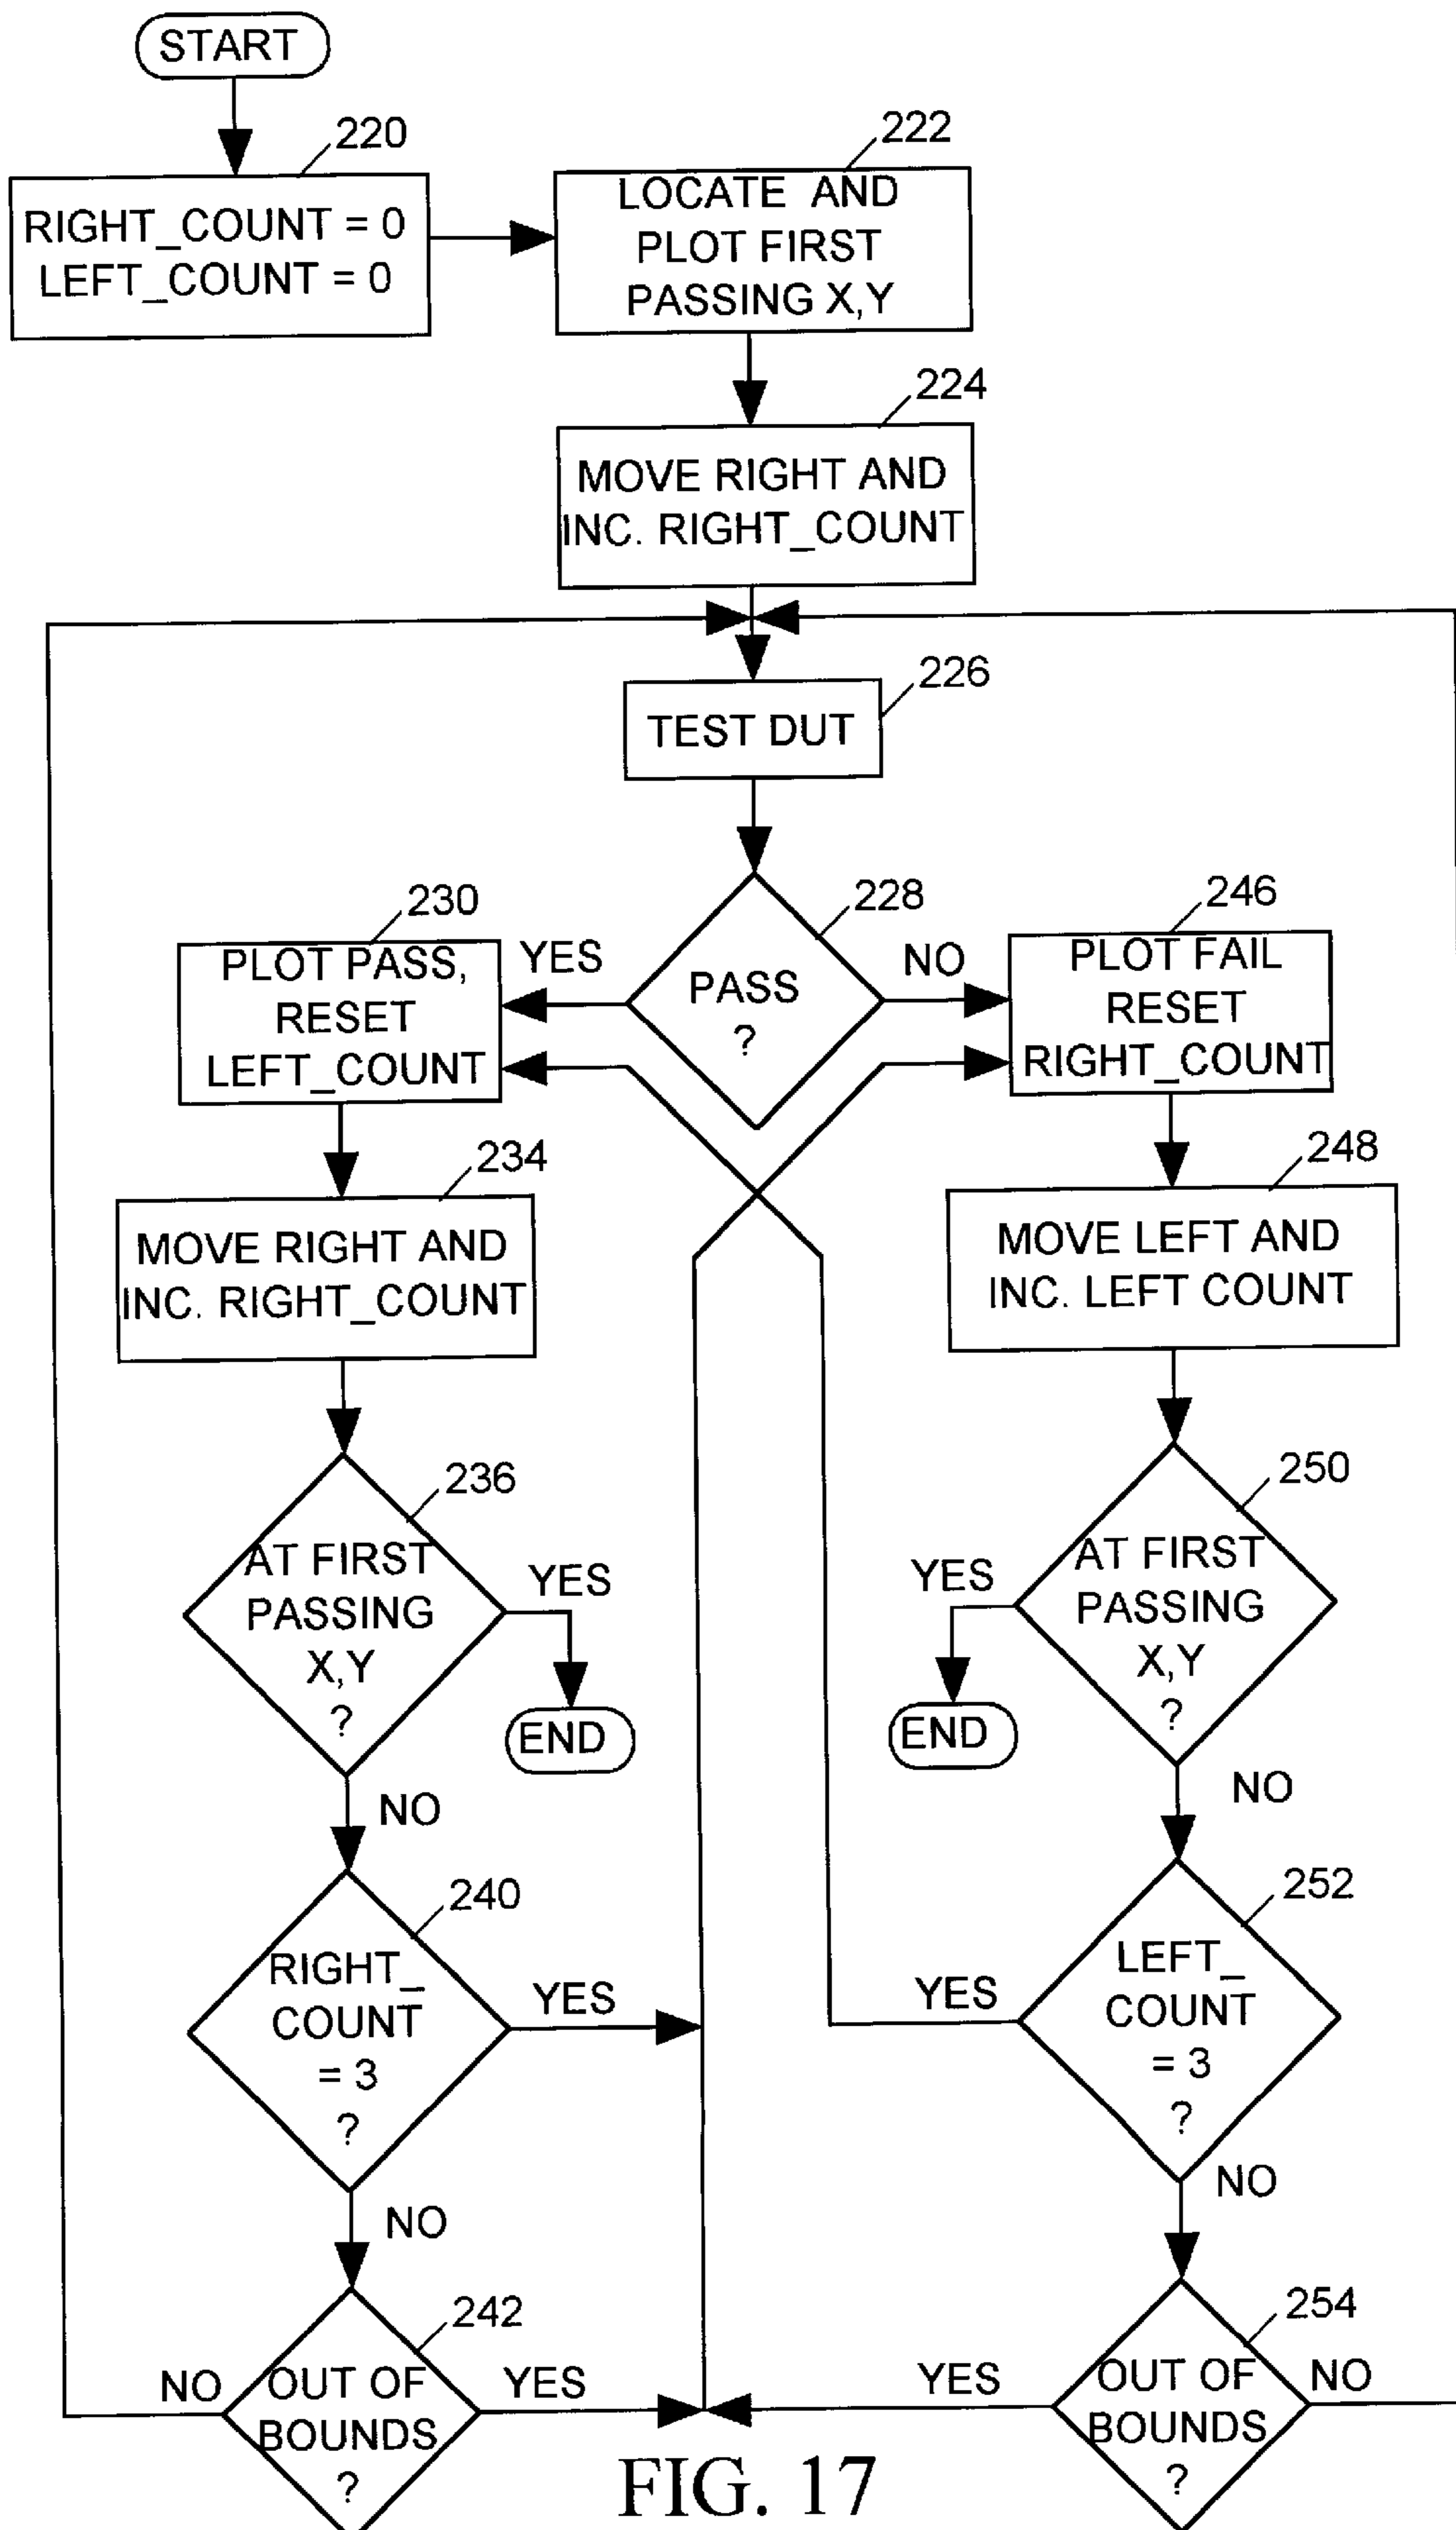 START
220
RIGHT_COUNT = 0
LEFT_COUNT = 0
222
LOCATE AND
PLOT FIRST
PASSING X,Y
224
MOVE RIGHT AND
INC. RIGHT_COUNT
226
TEST DUT
228
PASS
?
YES
NO
230
PLOT PASS,
RESET
LEFT_COUNT
246
PLOT FAIL
RESET
RIGHT_COUNT
234
MOVE RIGHT AND
INC. RIGHT_COUNT
248
MOVE LEFT AND
INC. LEFT COUNT
236
AT FIRST
PASSING
X,Y
?
YES
END
NO
250
AT FIRST
PASSING
X,Y
?
YES
END
NO
240
RIGHT_
COUNT
= 3
?
YES
NO
252
LEFT_
COUNT
= 3
?
YES
NO
242
OUT OF
BOUNDS
?
NO
YES
254
OUT OF
BOUNDS
?
YES
NO
FIG. 17